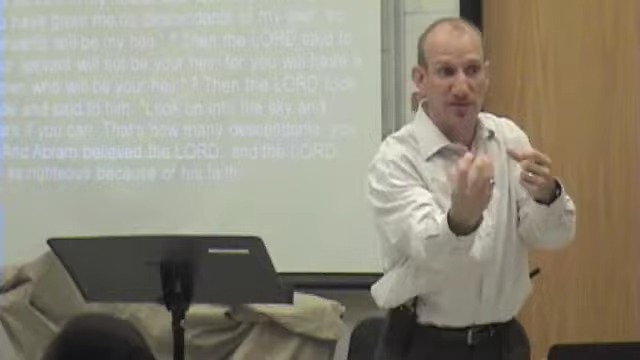 have given me no descendants of my own, so
servants will be my heir." Then the LORD said to
servant will not be your heir, for you will have a
own who will be your heir." Then the LORD took
and said to him, "Look up into the sky and
if you can. That's how many descendants you
And Abram believed the LORD, and the LORD
as righteous because of his faith.